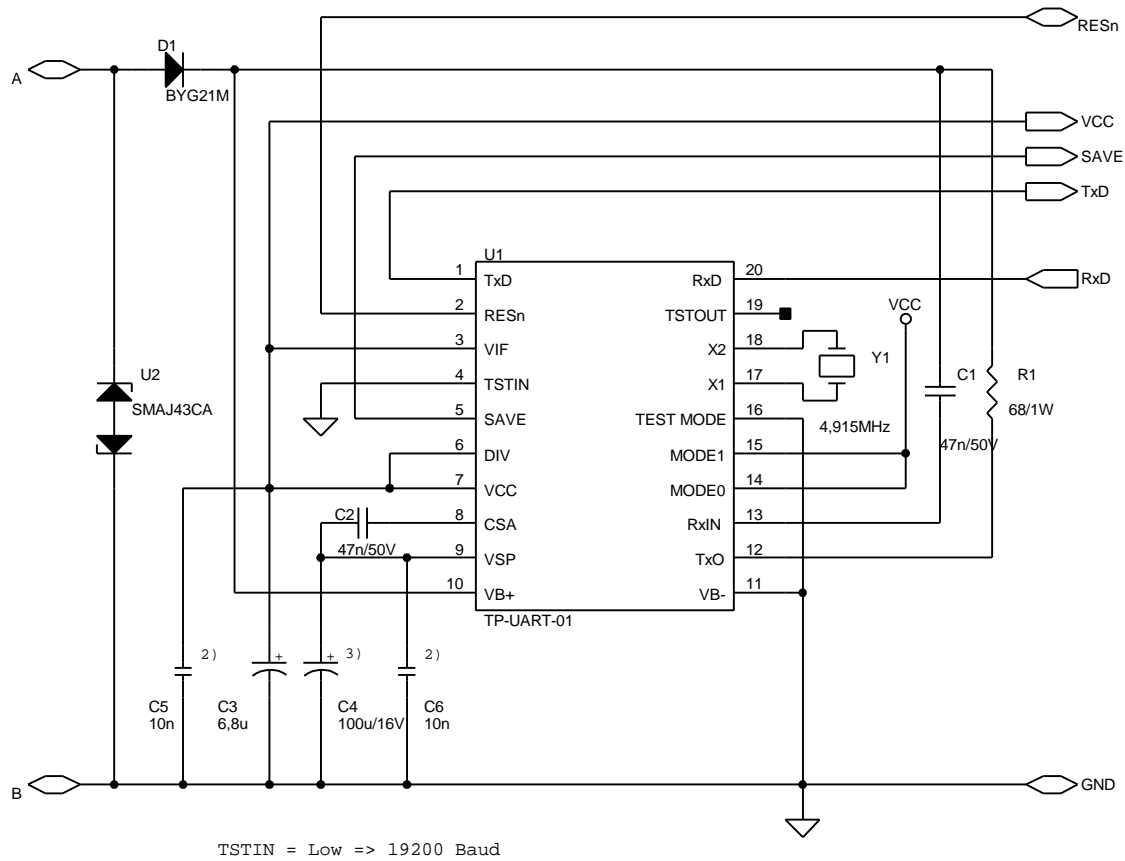 RESn
D1
A
BYG21M
VCC
SAVE
TxD
U1
1 TxD RxD 20
RxD
2 RESn TSTOUT 19
VCC
3 VIF X2 18
Y1
4 TSTIN X1 17
U2
C1 R1
SMAJ43CA
5 SAVE TEST MODE 16
4,915MHz
68/1W
47n/50V
6 DIV MODE1 15
7 VCC MODE0 14
C2
8 CSA RxIN 13
47n/50V
9 VSP TxO 12
10 VB+ VB- 11
TP-UART-01
2) + + 3) 2)
C5 C3 C4 C6
10n 6,8u 100u/16V 10n
B
GND
TSTIN = Low => 19200 Baud